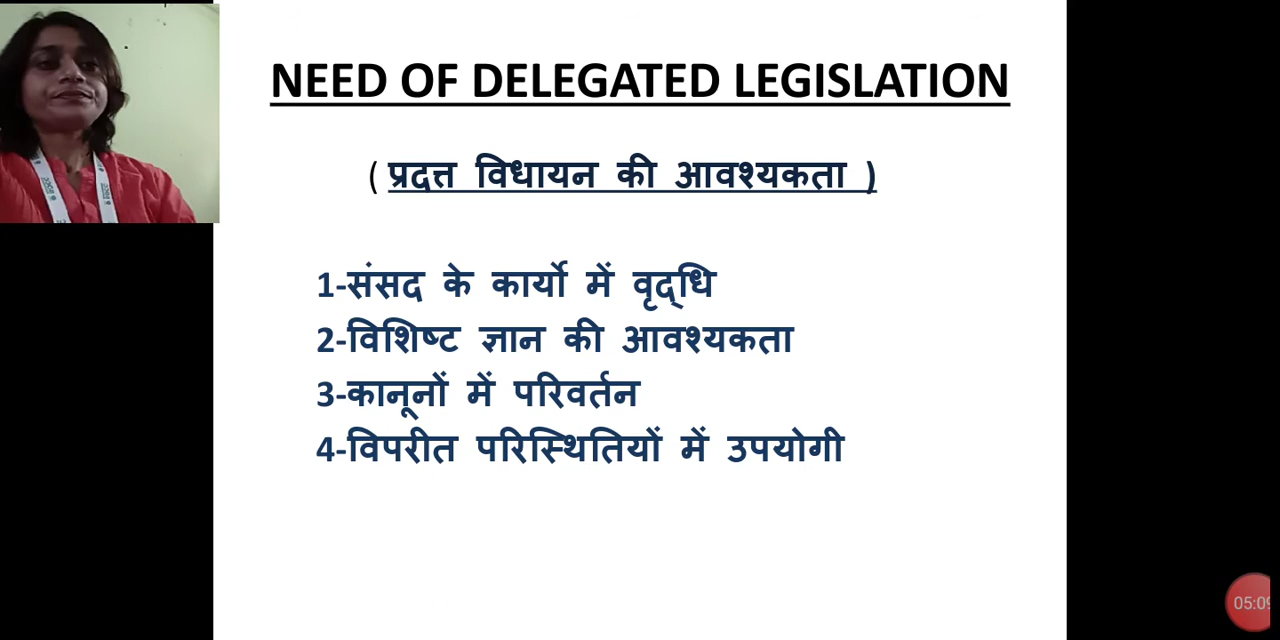 NEED OF DELEGATED LEGISLATION
( प्रदत्त विधायन की आवश्यकता )
1-संसद के कार्यो में वृद्धि
2-विशिष्ट ज्ञान की आवश्यकता
3-कानूनों में परिवर्तन
4-विपरीत परिस्थितियों में उपयोगी
05:09